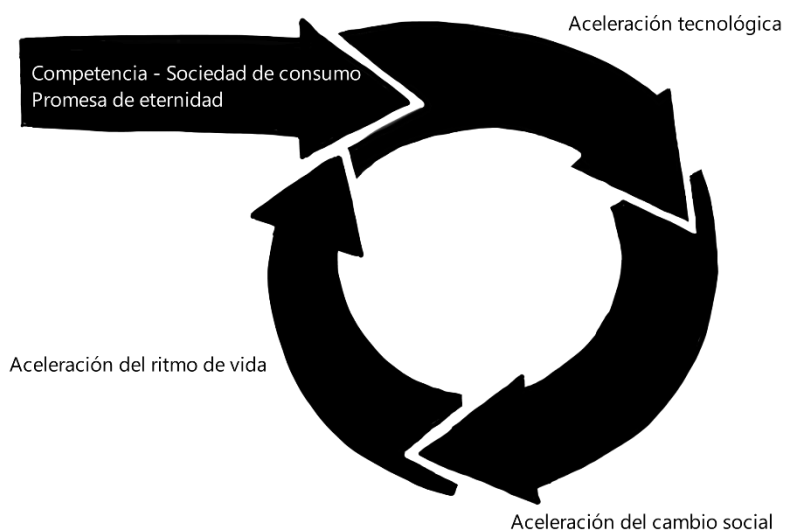 Aceleración tecnológica
Competencia - Sociedad de consumo
Promesa de eternidad
Aceleración del ritmo de vida
Aceleración del cambio social